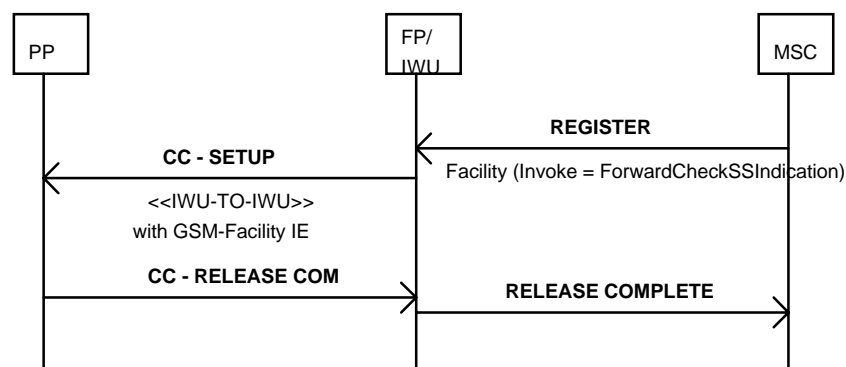 PP
FP/
IWU
MSC
REGISTER
CC - SETUP
Facility (Invoke = ForwardCheckSSIndication)
<<IWU-TO-IWU>>
with GSM-Facility IE
CC - RELEASE COM
RELEASE COMPLETE